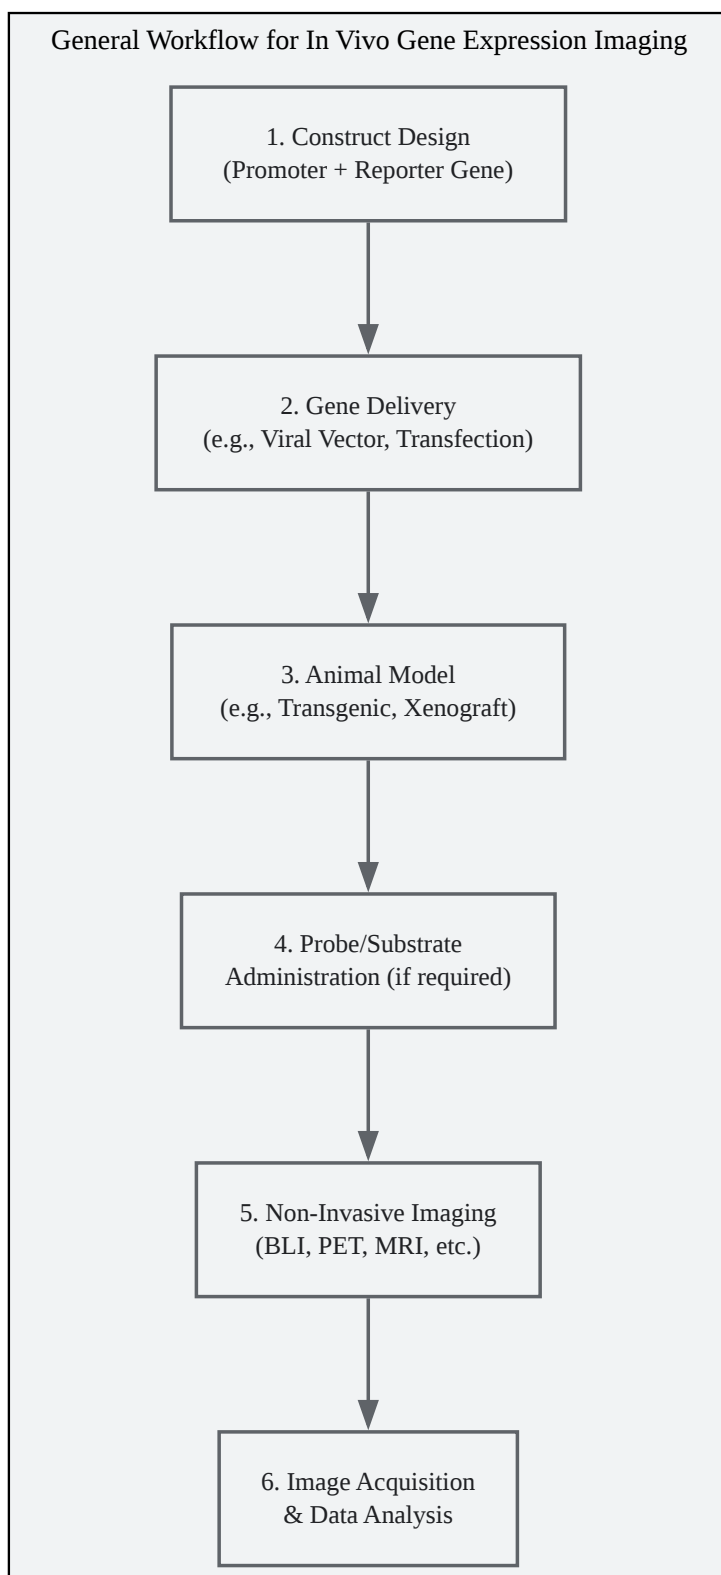 General Workflow for In Vivo Gene Expression Imaging
1. Construct Design
(Promoter + Reporter Gene)
2. Gene Delivery
(e.g., Viral Vector, Transfection)
3. Animal Model
(e.g., Transgenic, Xenograft)
4. Probe/Substrate
Administration (if required)
5. Non-Invasive Imaging
(BLI, PET, MRI, etc.)
6. Image Acquisition
& Data Analysis